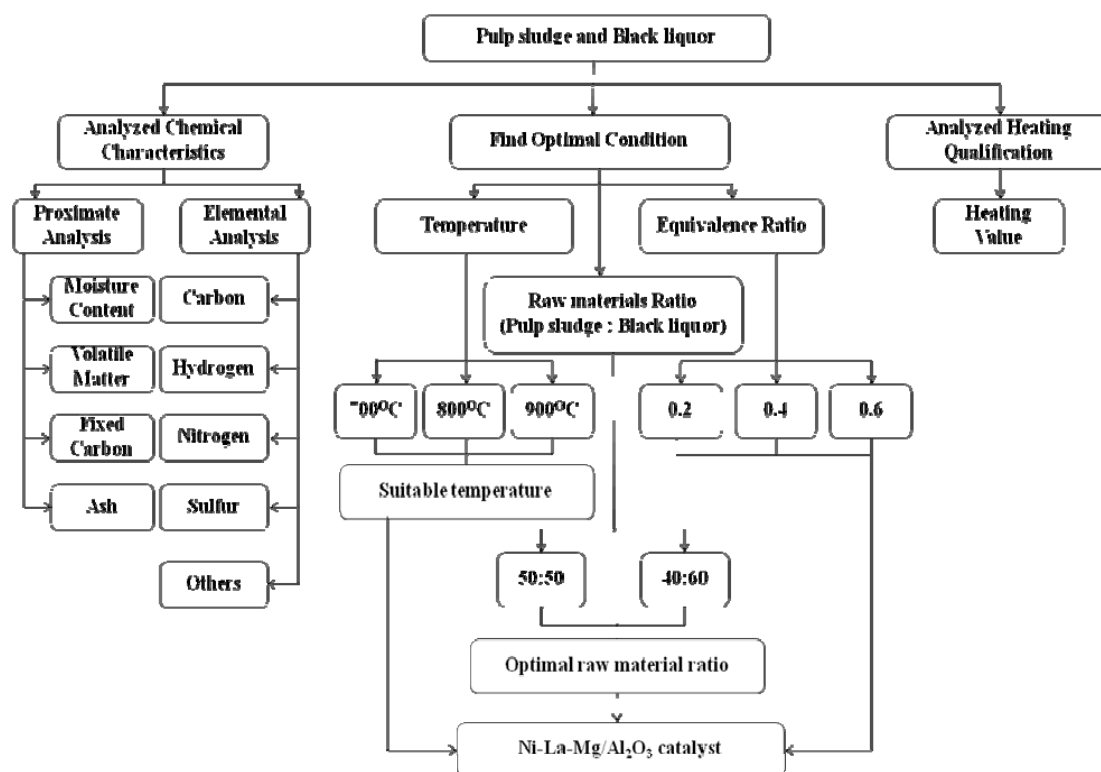 Pulp sludge and Black liquor
Analyzed Chemical
Characteristics
Find Optimal Condition
Analyzed Heating
Qualification
Proximate
Analysis
Elemental
Analysis
Temperature
Equivalence Ratio
Heating
Value
Moisture
Content
Carbon
Raw materials Ratio
(Pulp sludge : Black liquor)
Volatile
Matter
Hydrogen
700°C
800°C
900°C
0.2
0.4
0.6
Fixed
Carbon
Nitrogen
Suitable temperature
Ash
Sulfur
Others
50:50
40:60
Optimal raw material ratio
Ni-La-Mg/Al₂O₃ catalyst